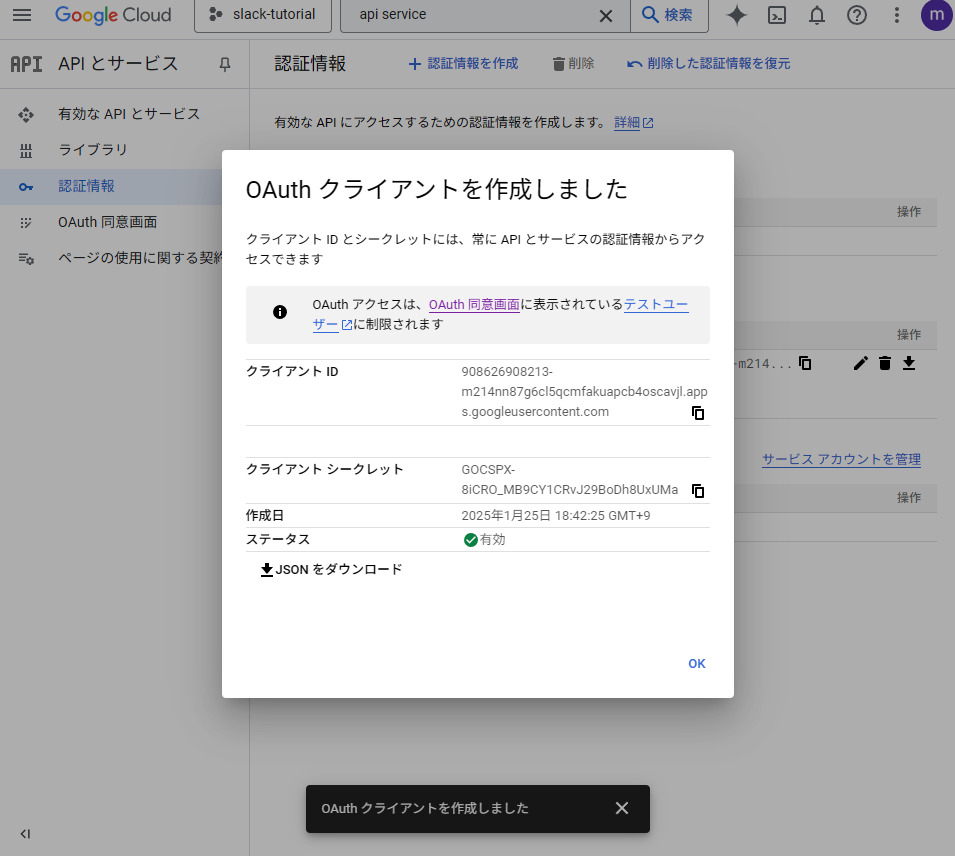 Google Cloud
slack-tutorial
api service
検索
m
API
API とサービス
認証情報
認証情報を作成
削除
削除した認証情報を復元
有効な API とサービス
ライブラリ
認証情報
OAuth 同意画面
ページの使用に関する契約
有効な API にアクセスするための認証情報を作成します。 詳細
操作
操作
-m214...
サービス アカウントを管理
操作
OAuth クライアントを作成しました
クライアント ID とシークレットには、常に API とサービスの認証情報からアク
セスできます
OAuth アクセスは、OAuth 同意画面に表示されているテストユー
ザーに制限されます
クライアント ID
908626908213-
m214nn87g6cl5qcmfakuapcb4oscavjl.app
s.googleusercontent.com
クライアント シークレット
GOCSPX-
8iCRO_MB9CY1CRvJ29BoDh8UxUMa
作成日
2025年1月25日 18:42:25 GMT+9
ステータス
有効
JSON をダウンロード
OK
OAuth クライアントを作成しました